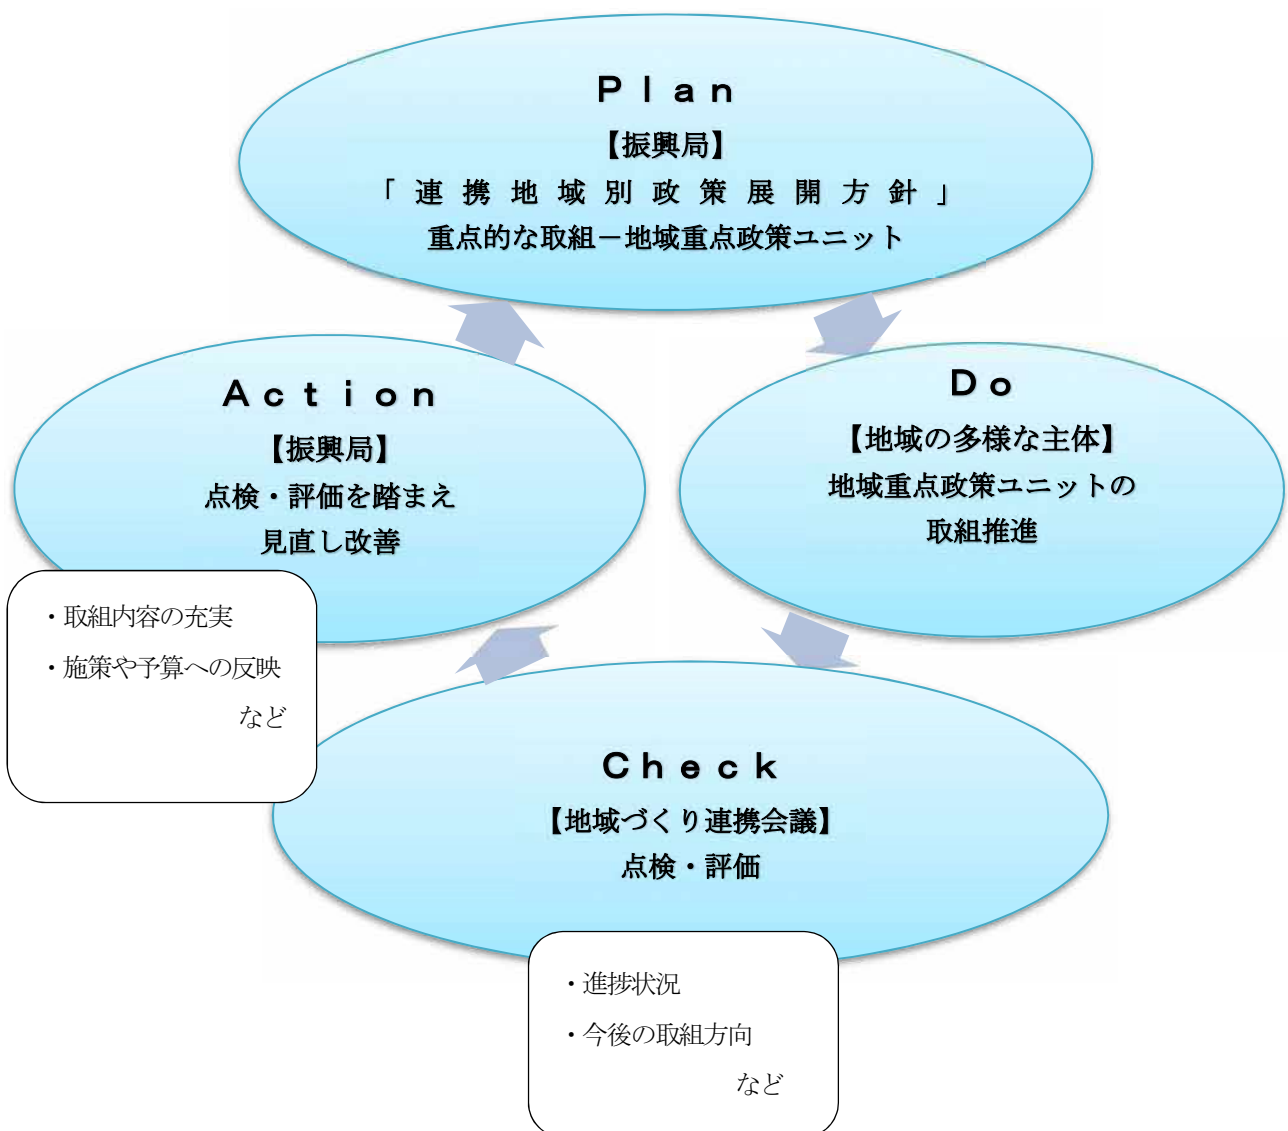 Plan
【振興局】
「連携地域別政策展開方針」
重点的な取組－地域重点政策ユニット
Action
【振興局】
点検・評価を踏まえ
見直し改善
・取組内容の充実
・施策や予算への反映
など
Do
【地域の多様な主体】
地域重点政策ユニットの
取組推進
Check
【地域づくり連携会議】
点検・評価
・進捗状況
・今後の取組方向
など